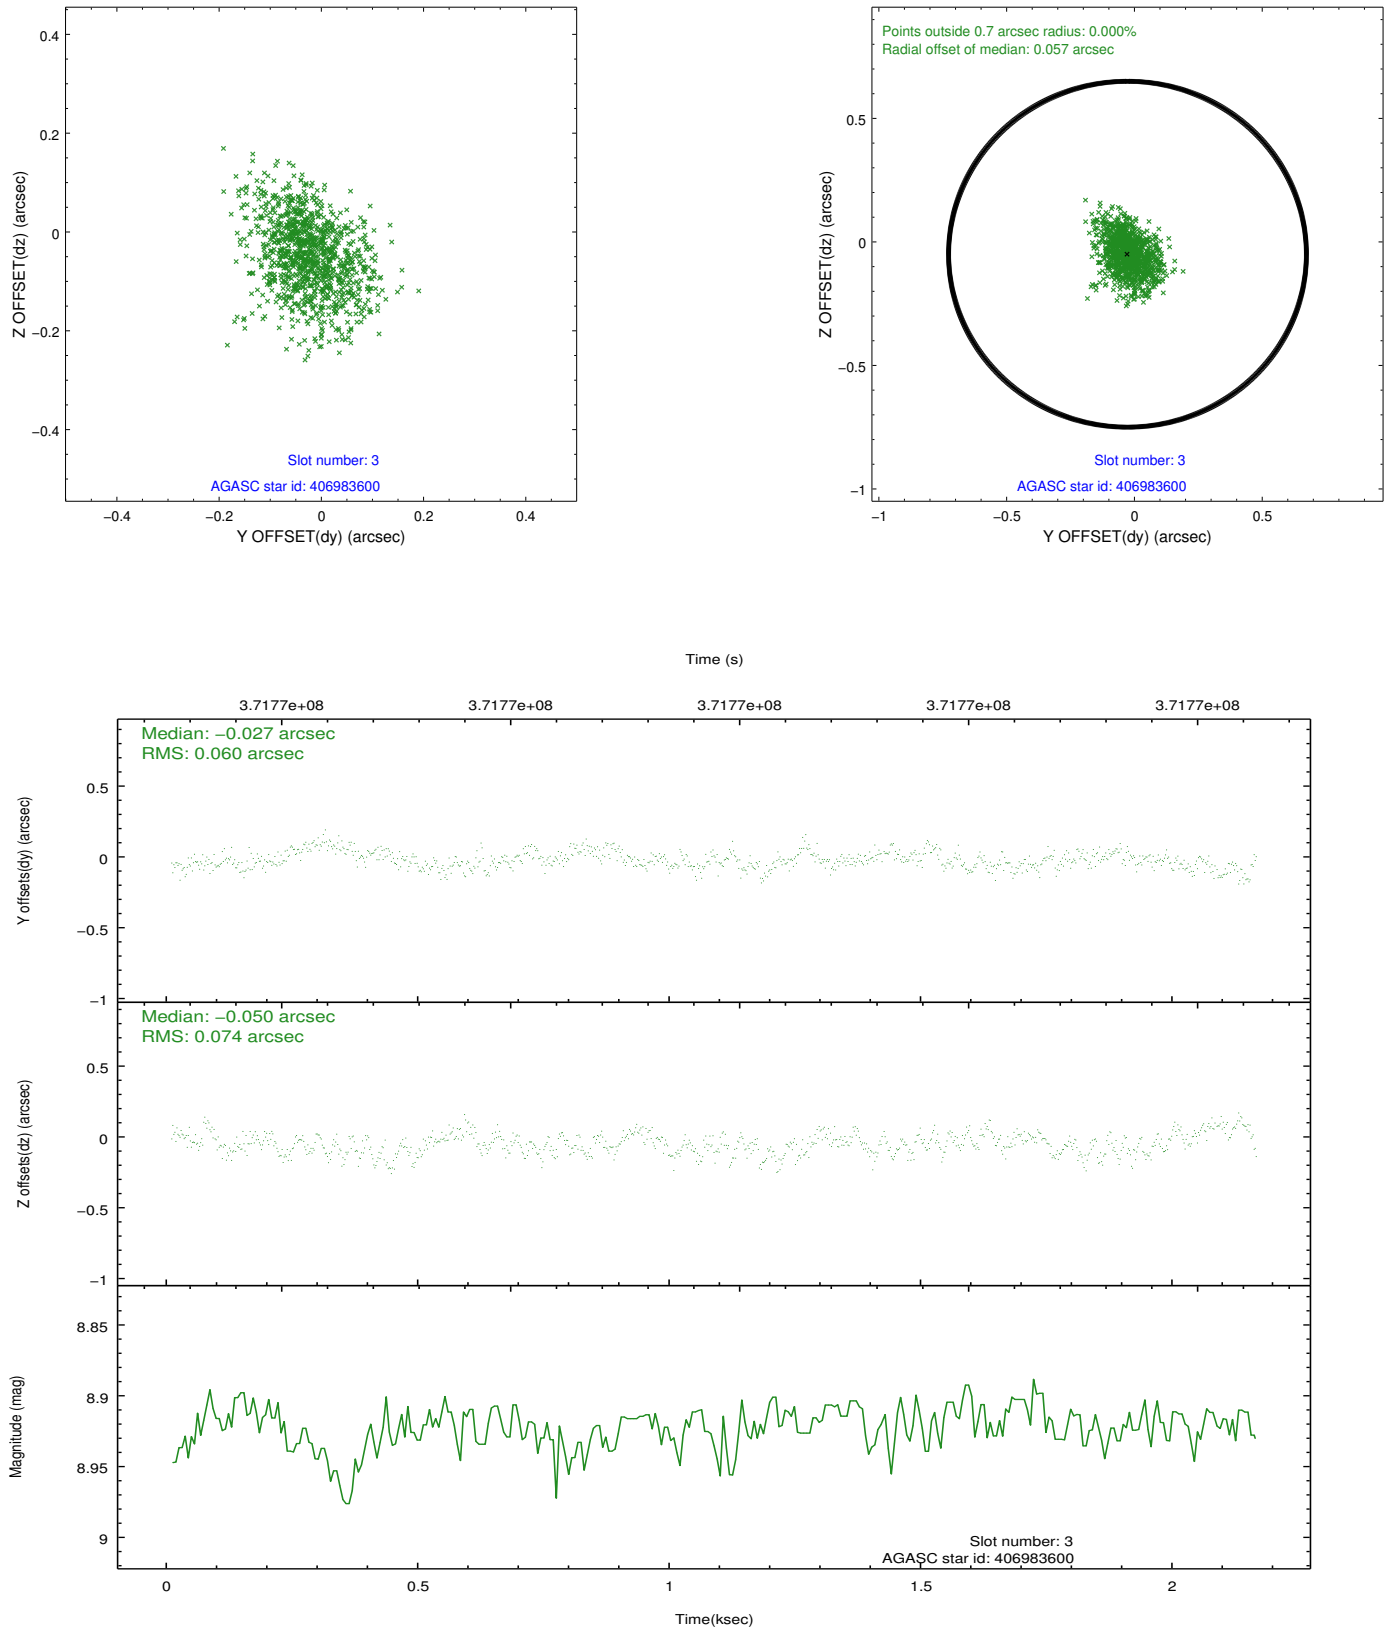 0.4
0.2
0
−0.2
−0.4
Z OFFSET(dz) (arcsec)
Slot number: 3
AGASC star id: 406983600
−0.4 −0.2 0 0.2 0.4
Y OFFSET(dy) (arcsec)
Points outside 0.7 arcsec radius: 0.000%
Radial offset of median: 0.057 arcsec
0.5
0
−0.5
−1
Z OFFSET(dz) (arcsec)
Slot number: 3
AGASC star id: 406983600
−1 −0.5 0 0.5
Y OFFSET(dy) (arcsec)
Time (s)
3.7177e+08 3.7177e+08 3.7177e+08 3.7177e+08 3.7177e+08
Median: −0.027 arcsec
RMS: 0.060 arcsec
0.5
0
−0.5
−1
Y offsets(dy) (arcsec)
Median: −0.050 arcsec
RMS: 0.074 arcsec
0.5
0
−0.5
−1
Z offsets(dz) (arcsec)
8.85
8.9
8.95
9
Magnitude (mag)
Slot number: 3
AGASC star id: 406983600
0 0.5 1 1.5 2
Time(ksec)